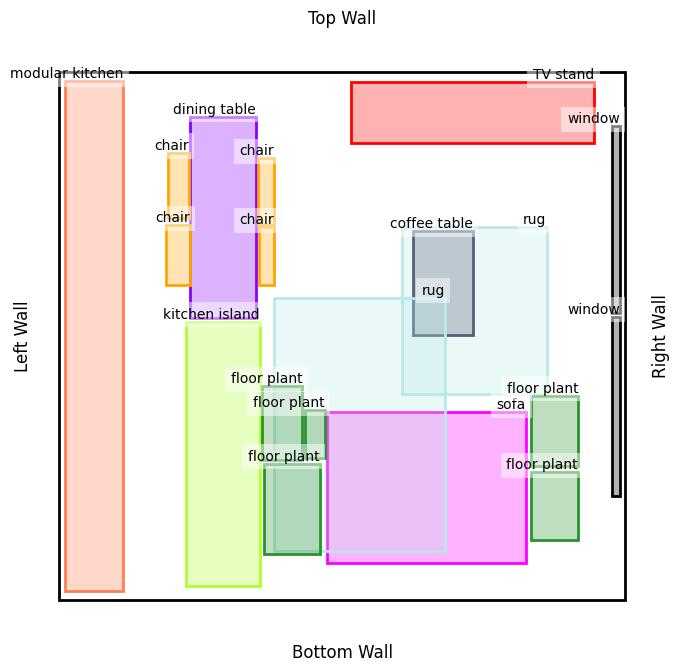 Top Wall
modular kitchen
TV stand
dining table
window
chair
chair
chair
chair
rug
coffee table
rug
window
kitchen island
Left Wall
Right Wall
floor plant
floor plant
floor plant
sofa
floor plant
floor plant
Bottom Wall